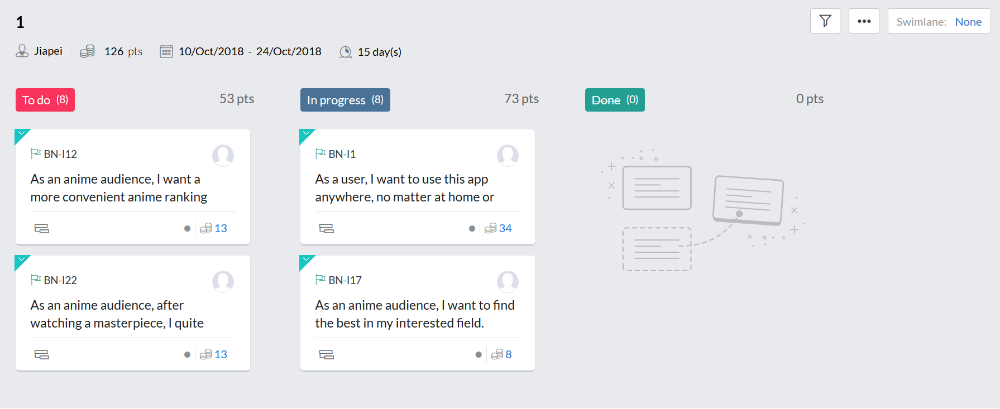 1
Swimlane: None
Jiapei 126 pts 10/Oct/2018 - 24/Oct/2018 15 day(s)
To do (8) 53 pts
BN-I12
As an anime audience, I want a
more convenient anime ranking
13
BN-I22
As an anime audience, after
watching a masterpiece, I quite
13
In progress (8) 73 pts
BN-I1
As a user, I want to use this app
anywhere, no matter at home or
34
BN-I17
As an anime audience, I want to find
the best in my interested field.
8
Done (0) 0 pts